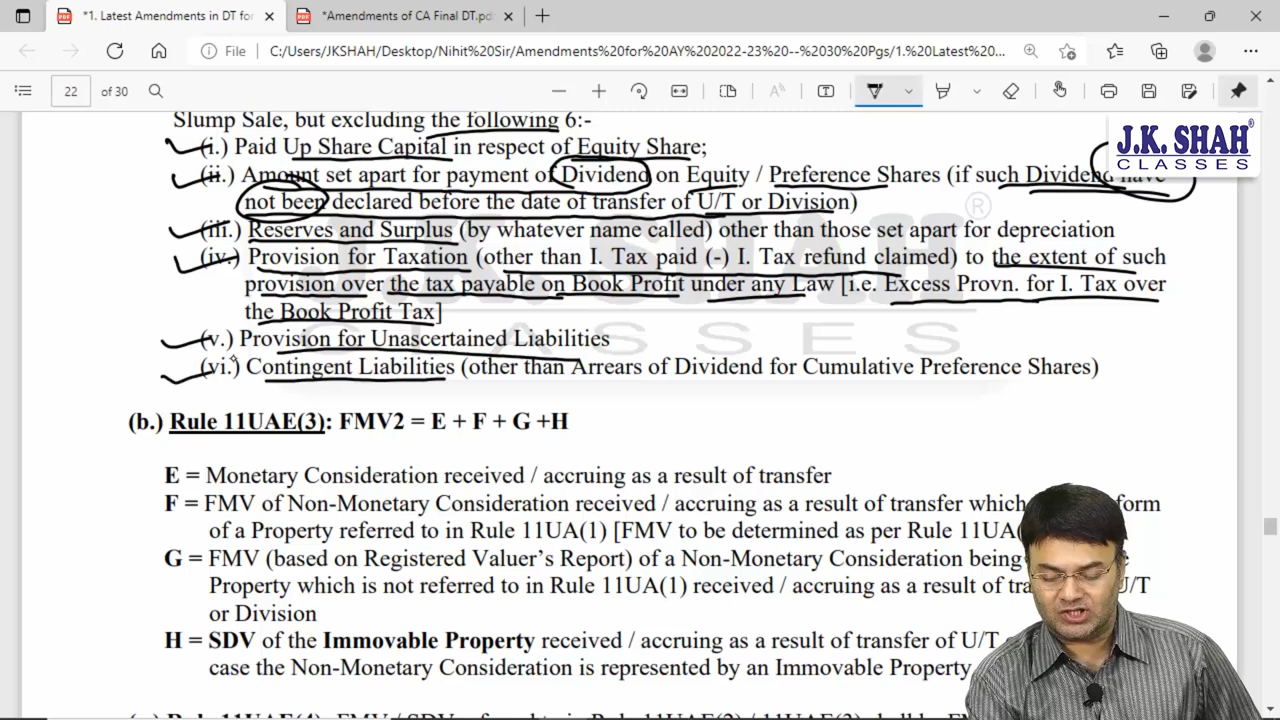 *1. Latest Amendments in DT for
*Amendments of CA Final DT.pd
File
C:/Users/JKSHAH/Desktop/Nihit%20Sir/Amendments%20for%20AY%202022-23%20--%2030%20Pgs/1.%20Latest%20...
22 of 30
J.K. SHAH®
CLASSES
Slump Sale, but excluding the following 6:-
(i.) Paid Up Share Capital in respect of Equity Share;
(ii.) Amount set apart for payment of Dividend on Equity / Preference Shares (if such Dividend have
not been declared before the date of transfer of U/T or Division)
(iii.) Reserves and Surplus (by whatever name called) other than those set apart for depreciation
(iv.) Provision for Taxation (other than I. Tax paid (-) I. Tax refund claimed) to the extent of such
provision over the tax payable on Book Profit under any Law [i.e. Excess Provn. for I. Tax over
the Book Profit Tax]
(v.) Provision for Unascertained Liabilities
(vi.) Contingent Liabilities (other than Arrears of Dividend for Cumulative Preference Shares)
J.K. SHAH®
CLASSES
(b.) Rule 11UAE(3): FMV2 = E + F + G +H
E = Monetary Consideration received / accruing as a result of transfer
F = FMV of Non-Monetary Consideration received / accruing as a result of transfer which form
of a Property referred to in Rule 11UA(1) [FMV to be determined as per Rule 11UA(
G = FMV (based on Registered Valuer's Report) of a Non-Monetary Consideration being
Property which is not referred to in Rule 11UA(1) received / accruing as a result of U/T
or Division
H = SDV of the Immovable Property received / accruing as a result of transfer of U/T
case the Non-Monetary Consideration is represented by an Immovable Property